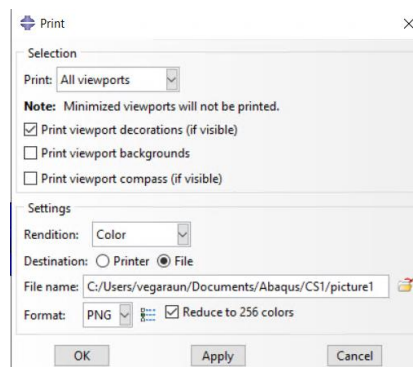 Print
Selection
Print: All viewports
Note: Minimized viewports will not be printed.
Print viewport decorations (if visible)
Print viewport backgrounds
Print viewport compass (if visible)
Settings
Rendition: Color
Destination: Printer File
File name: C:/Users/vegaraun/Documents/Abaqus/CS1/picture1
Format: PNG Reduce to 256 colors
OK Apply Cancel